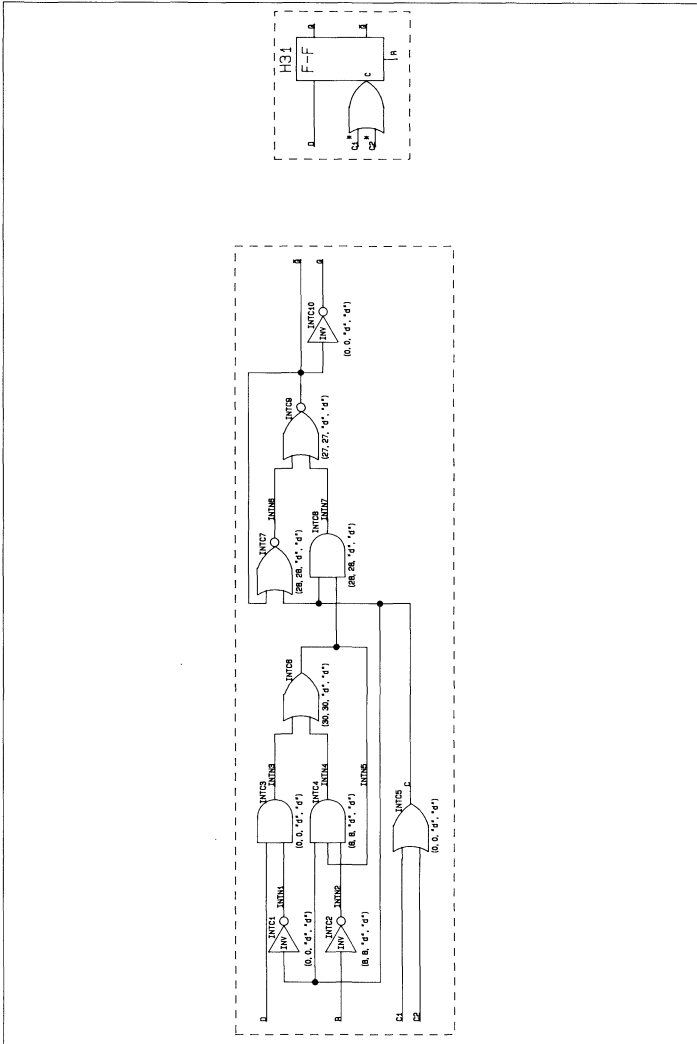 H31
F-F
D
Q
Q̄
C
R
* C1
* C2
D
R
C1
C2
INTC1
INV
(0, 0, "d", "d")
INTN1
INTC2
INV
(8, 8, "d", "d")
INTN2
INTC3
(0, 0, "d", "d")
INTN3
INTC4
(8, 8, "d", "d")
INTN4
INTN5
INTC5
(0, 0, "d", "d")
C
INTC6
(30, 30, "d", "d")
INTC7
(28, 28, "d", "d")
INTN6
INTC8
(28, 28, "d", "d")
INTN7
INTC9
(27, 27, "d", "d")
INTC10
INV
(0, 0, "d", "d")
Q̄
Q